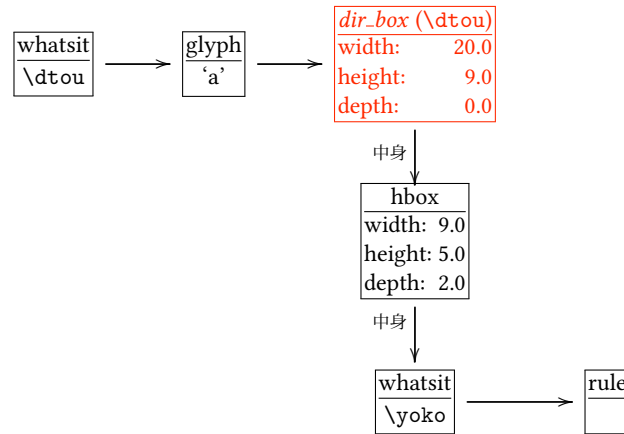 whatsit
\dtou
glyph
‘a’
dir_box (\dtou)
width: 20.0
height: 9.0
depth: 0.0
中身
hbox
width: 9.0
height: 5.0
depth: 2.0
中身
whatsit
\yoko
rule